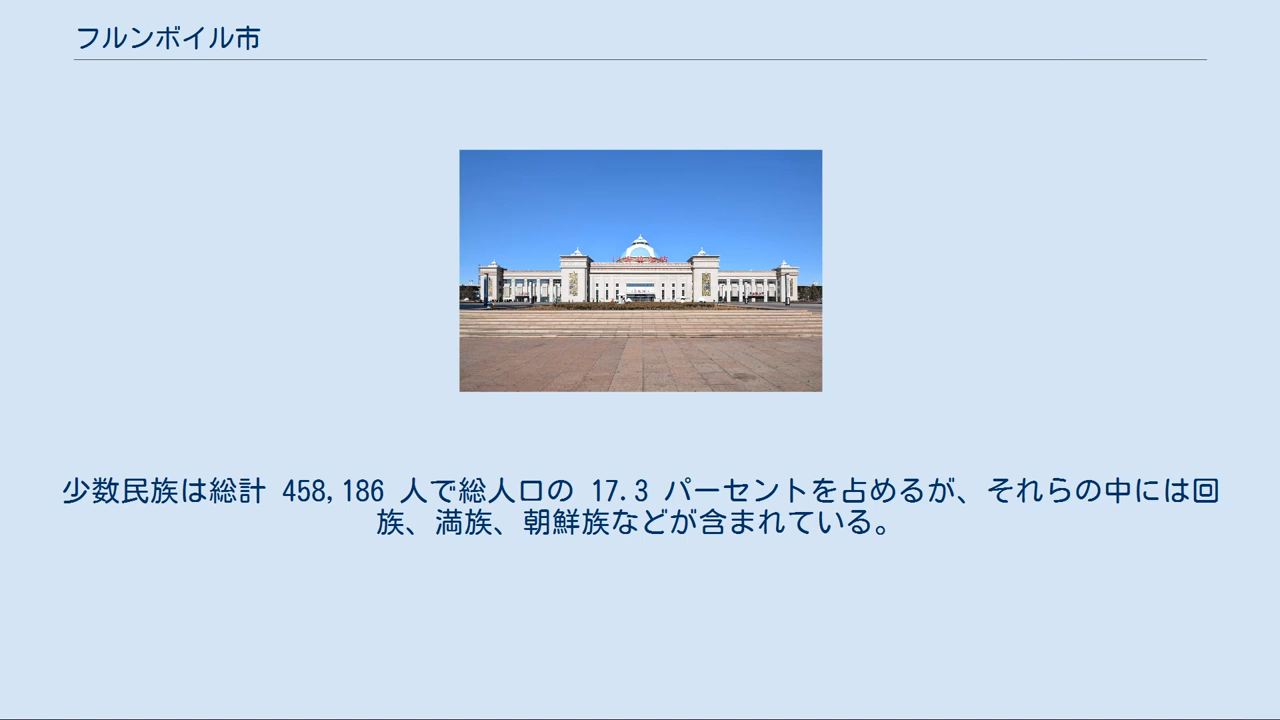 フルンボイル市
少数民族は総計 458,186 人で総人口の 17.3 パーセントを占めるが、それらの中には回
族、満族、朝鮮族などが含まれている。